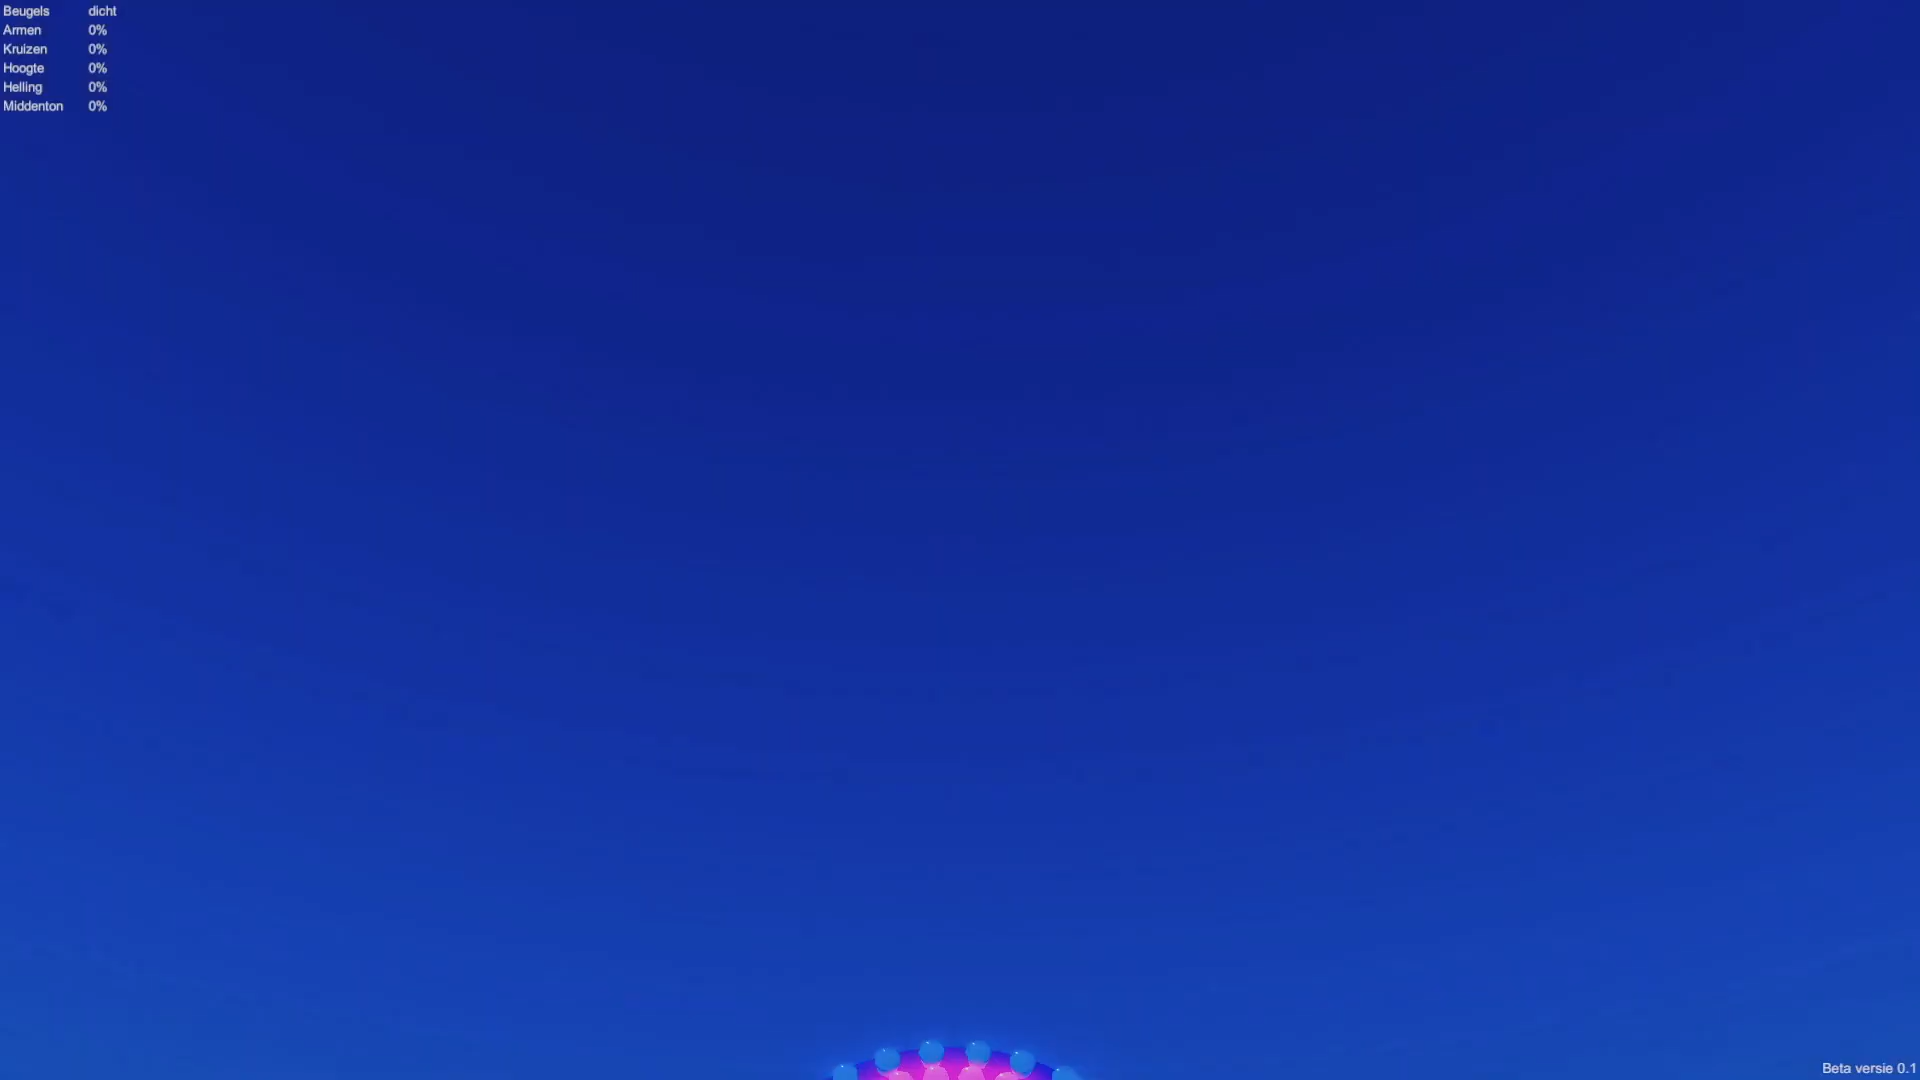 Beugels dicht
Armen 0%
Kruizen 0%
Hoogte 0%
Helling 0%
Middenton 0%
Beta versie 0.1